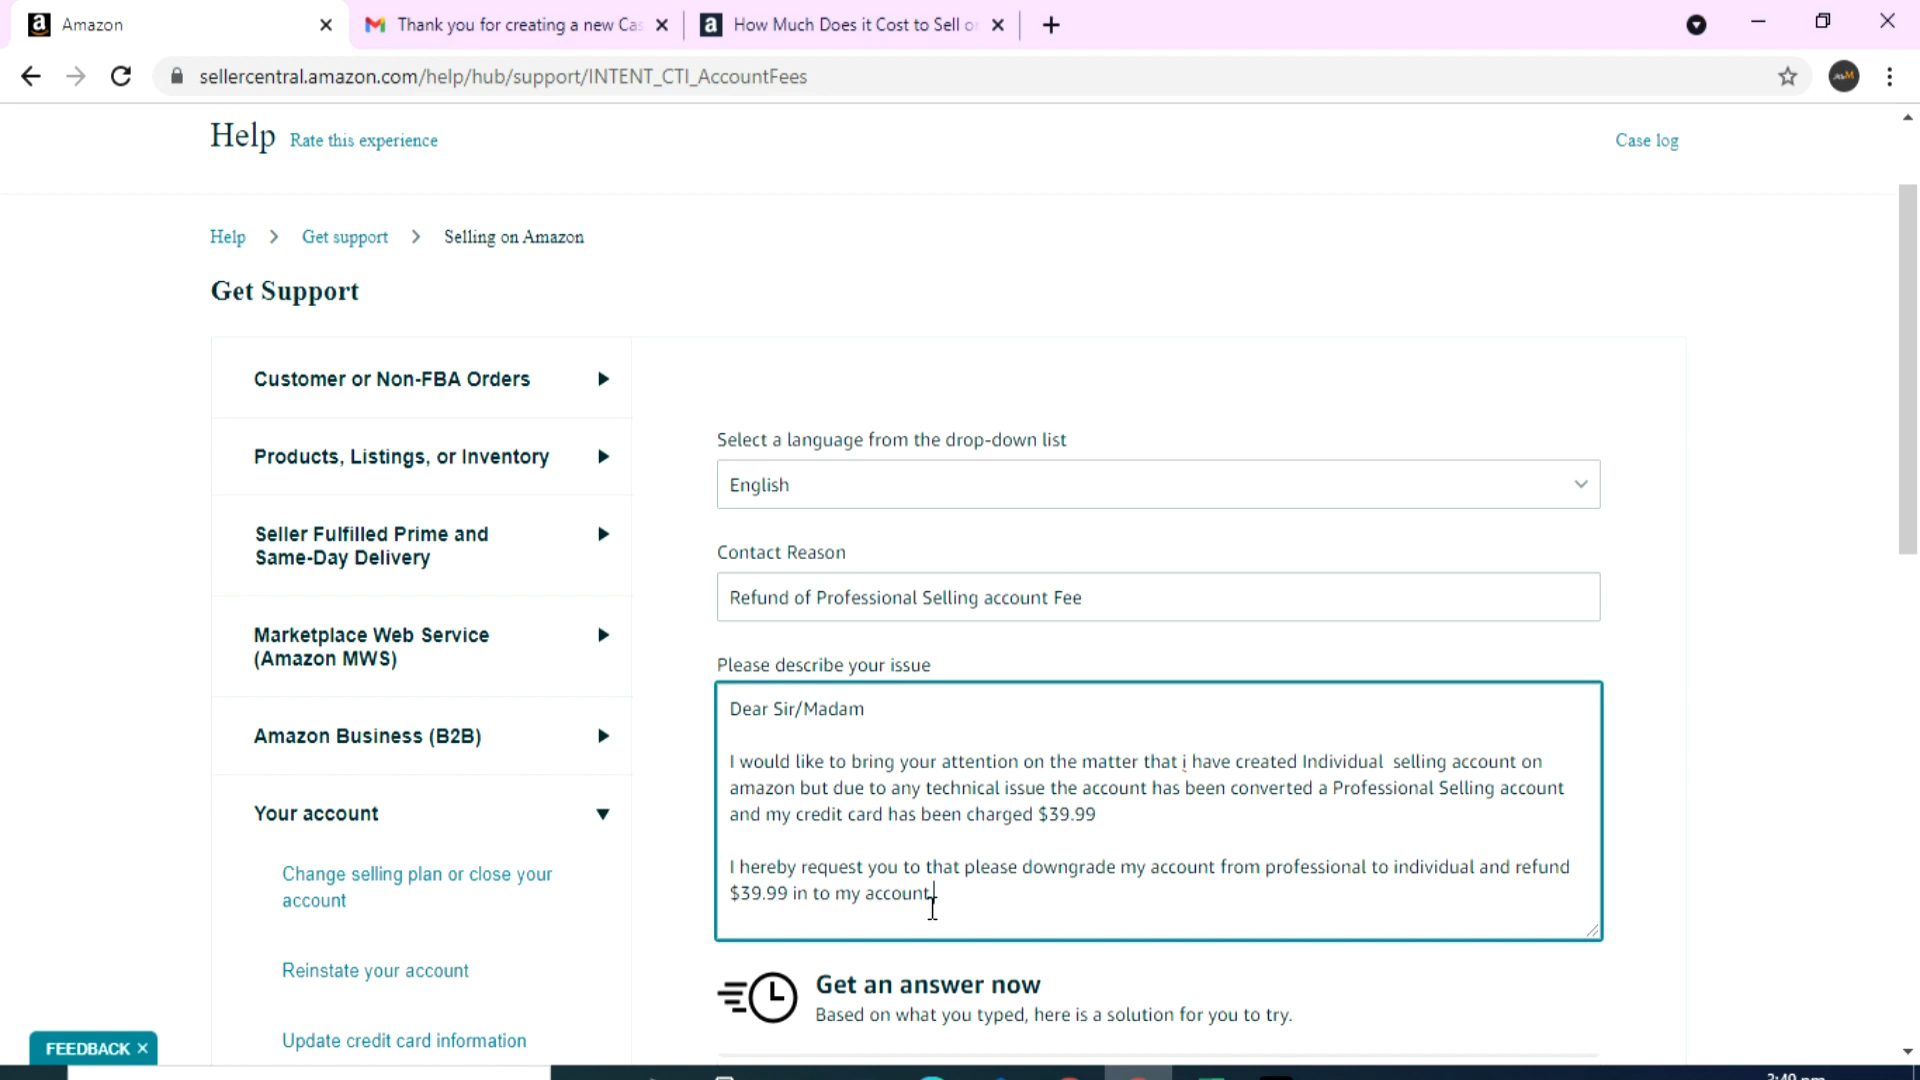 Amazon
Thank you for creating a new Cas
How Much Does it Cost to Sell o
sellercentral.amazon.com/help/hub/support/INTENT_CTI_AccountFees
Help Rate this experience
Case log
Help > Get support > Selling on Amazon
Get Support
Customer or Non-FBA Orders
Products, Listings, or Inventory
Seller Fulfilled Prime and
Same-Day Delivery
Marketplace Web Service
(Amazon MWS)
Amazon Business (B2B)
Your account
Change selling plan or close your
account
Reinstate your account
Update credit card information
Select a language from the drop-down list
English
Contact Reason
Refund of Professional Selling account Fee
Please describe your issue
Dear Sir/Madam
I would like to bring your attention on the matter that i have created Individual  selling account on
amazon but due to any technical issue the account has been converted a Professional Selling account
and my credit card has been charged $39.99
I hereby request you to that please downgrade my account from professional to individual and refund
$39.99 in to my account
Get an answer now
Based on what you typed, here is a solution for you to try.
FEEDBACK ×